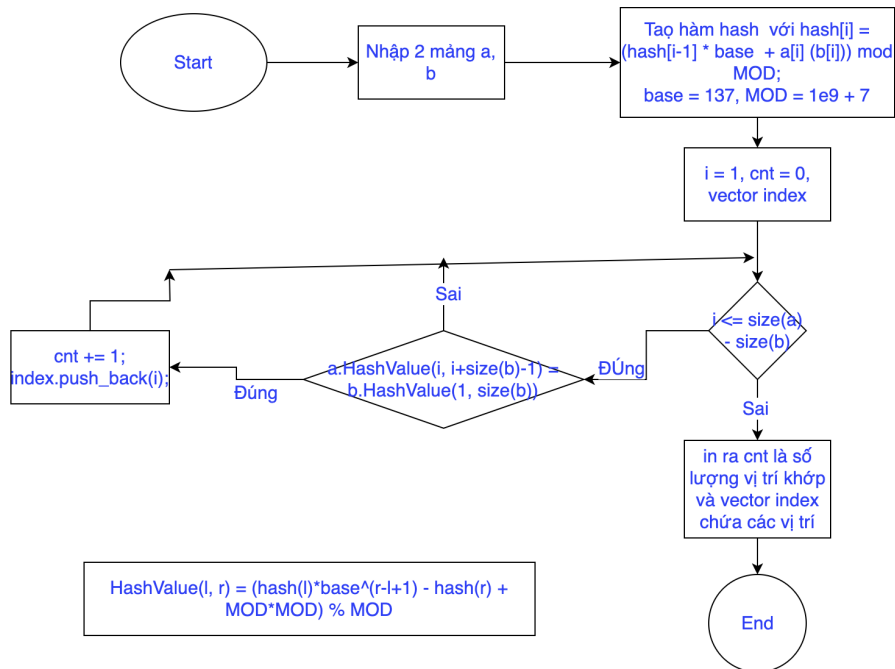 Start
Nhập 2 mảng a,
b
Taọ hàm hash với hash[i] =
(hash[i-1] * base + a[i] (b[i])) mod
MOD;
base = 137, MOD = 1e9 + 7
i = 1, cnt = 0,
vector index
i <= size(a)
- size(b)
ĐÚng
Sai
a.HashValue(i, i+size(b)-1) =
b.HashValue(1, size(b))
Sai
Đúng
cnt += 1;
index.push_back(i);
in ra cnt là số
lượng vị trí khớp
và vector index
chứa các vị trí
End
HashValue(l, r) = (hash(l)*base^(r-l+1) - hash(r) +
MOD*MOD) % MOD